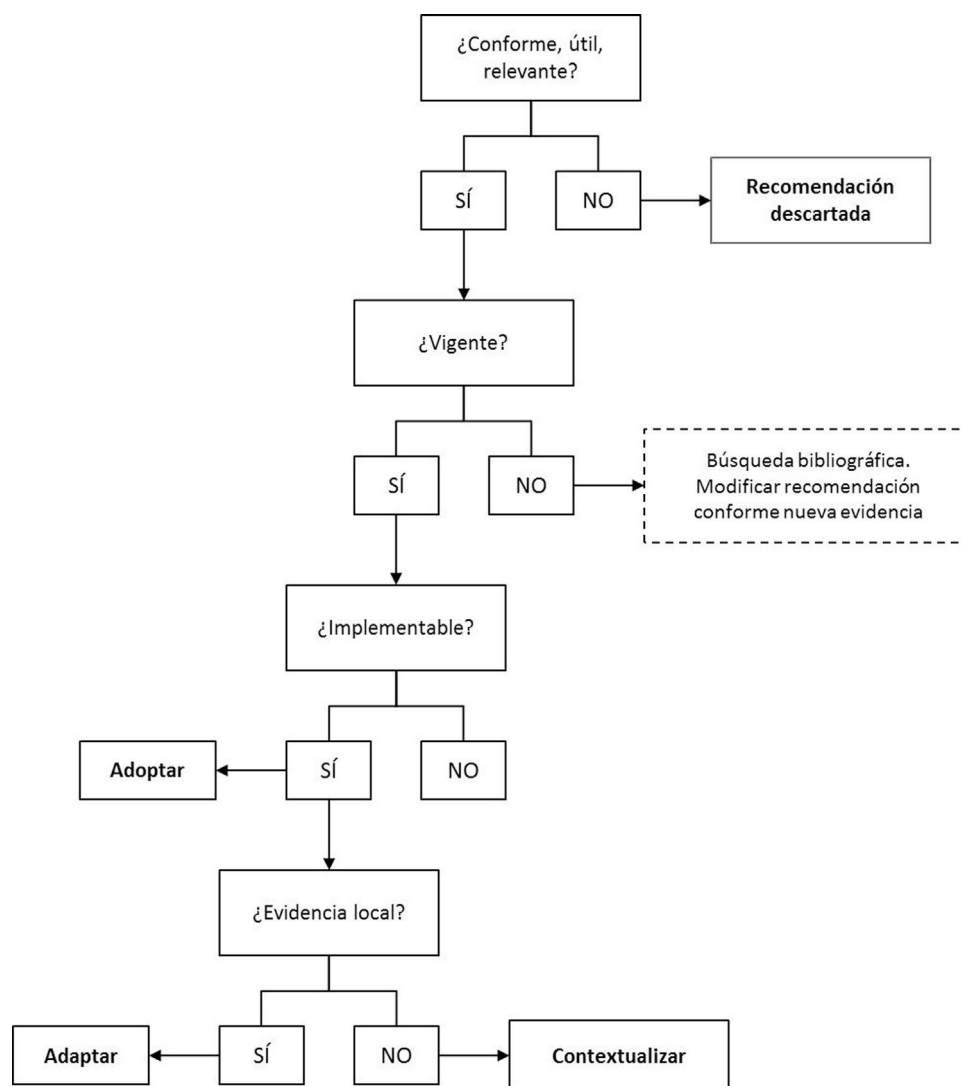 ¿Conforme, útil,
relevante?
SÍ
NO
Recomendación
descartada
¿Vigente?
SÍ
NO
Búsqueda bibliográfica.
Modificar recomendación
conforme nueva evidencia
¿Implementable?
Adoptar
SÍ
NO
¿Evidencia local?
Adaptar
SÍ
NO
Contextualizar